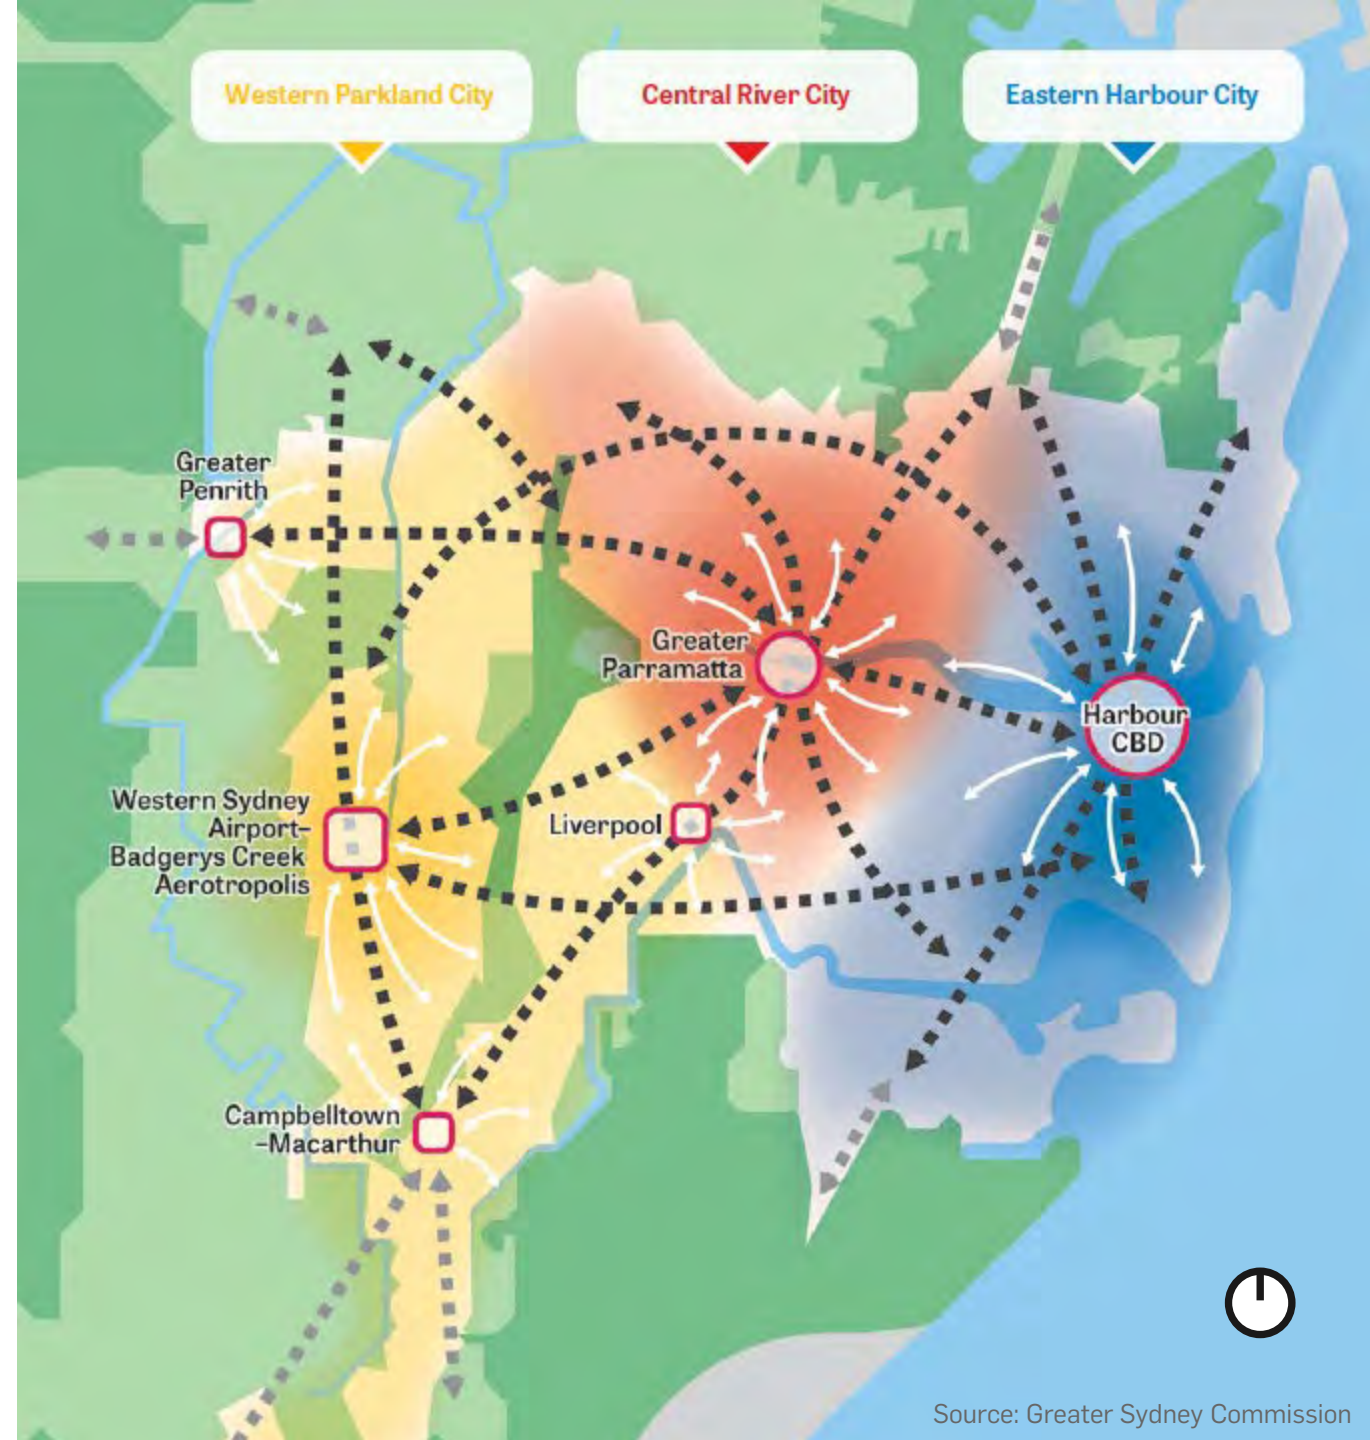 Western Parkland City
Central River City
Eastern Harbour City
Greater
Penrith
Greater
Parramatta
Harbour
CBD
Western Sydney
Airport–
Badgerys Creek
Aerotropolis
Liverpool
Campbelltown
–Macarthur
Source: Greater Sydney Commission